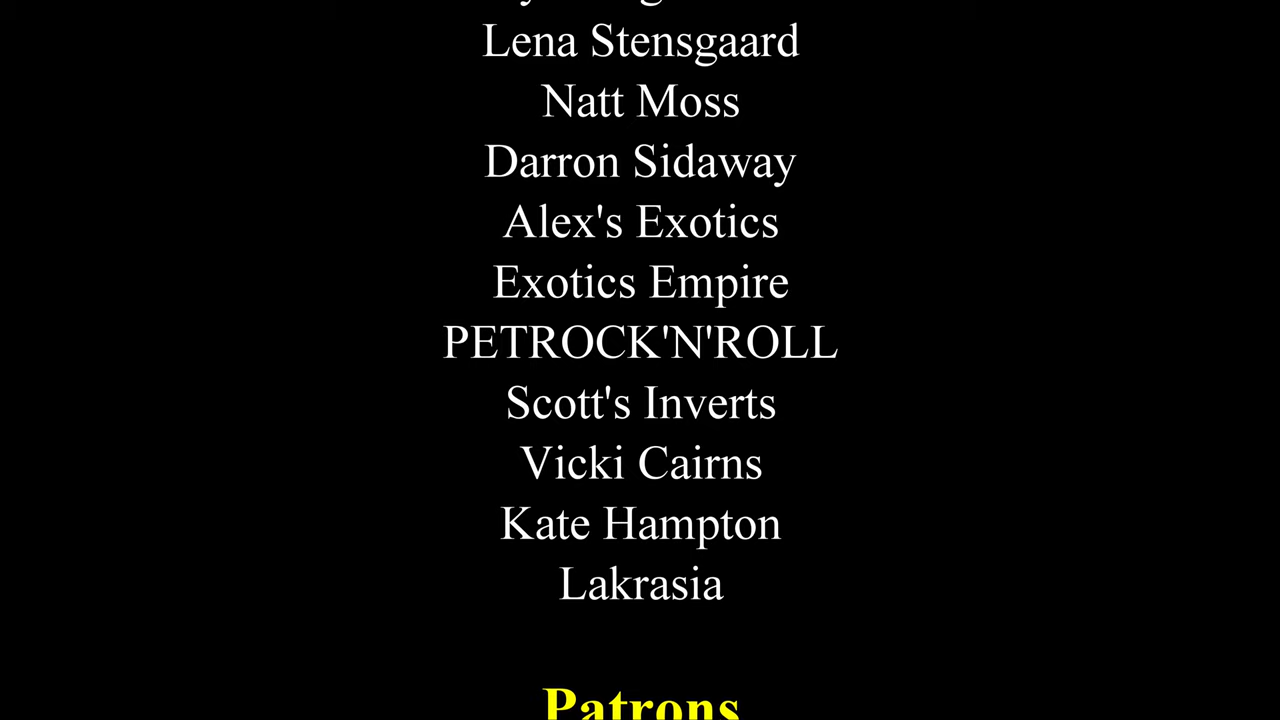 Lena Stensgaard
Natt Moss
Darron Sidaway
Alex's Exotics
Exotics Empire
PETROCK'N'ROLL
Scott's Inverts
Vicki Cairns
Kate Hampton
Lakrasia
Patrons